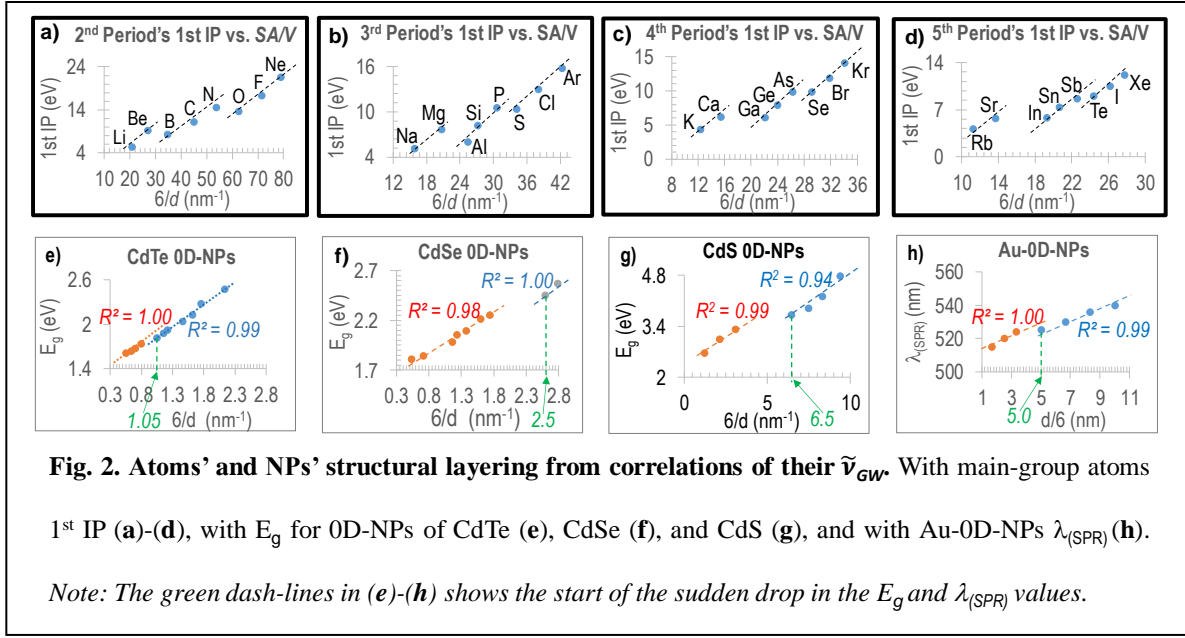 a) 2nd Period's 1st IP vs. SA/V
1st IP (eV)
24
18
12
6
0
Li
Be
B
C
N
O
F
Ne
10 20 30 40 50 60 70 80
6/d (nm-1)
b) 3rd Period's 1st IP vs. SA/V
1st IP (eV)
16
10
4
Na
Mg
Al
Si
P
S
Cl
Ar
12 18 24 30 36 42
6/d (nm-1)
c) 4th Period's 1st IP vs. SA/V
1st IP (eV)
15
10
5
0
K
Ca
Ga
Ge
As
Se
Br
Kr
8 12 16 20 24 28 32 36
6/d (nm-1)
d) 5th Period's 1st IP vs. SA/V
1st IP (eV)
14
7
0
Rb
Sr
In
Sn
Sb
Te
I
Xe
10 14 18 22 26 30
6/d (nm-1)
e) CdTe 0D-NPs
Eg (eV)
2.6
2.2
1.8
1.4
R² = 1.00
R² = 0.99
0.3 0.8 1.3 1.8 2.3 2.8
1.05
6/d (nm-1)
f) CdSe 0D-NPs
Eg (eV)
2.7
2.2
1.7
R² = 1.00
R² = 0.98
0.3 0.8 1.3 1.8 2.3 2.8
6/d (nm-1)
2.5
g) CdS 0D-NPs
Eg (eV)
4.8
3.4
2
R² = 0.94
R² = 0.99
0 5 10
6/d (nm-1)
6.5
h) Au-0D-NPs
λ(SPR) (nm)
560
540
520
500
R² = 1.00
R² = 0.99
1 3 5 7 9 11
5.0
d/6 (nm)
Fig. 2. Atoms' and NPs' structural layering from correlations of their ν̃GW. With main-group atoms
1st IP (a)-(d), with Eg for 0D-NPs of CdTe (e), CdSe (f), and CdS (g), and with Au-0D-NPs λ(SPR) (h).
Note: The green dash-lines in (e)-(h) shows the start of the sudden drop in the Eg and λ(SPR) values.